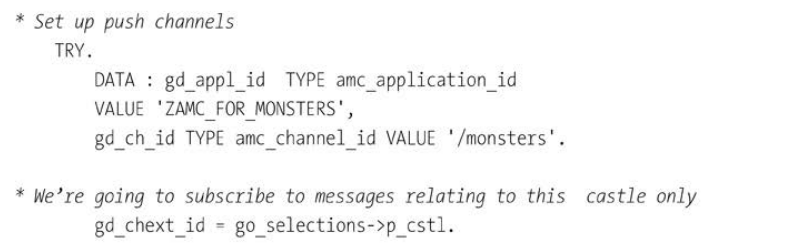 * Set up push channels
TRY.
DATA : gd_appl_id TYPE amc_application_id
VALUE 'ZAMC_FOR_MONSTERS',
gd_ch_id TYPE amc_channel_id VALUE '/monsters'.
* We’re going to subscribe to messages relating to this castle only
gd_chext_id = go_selections->p_cstl.